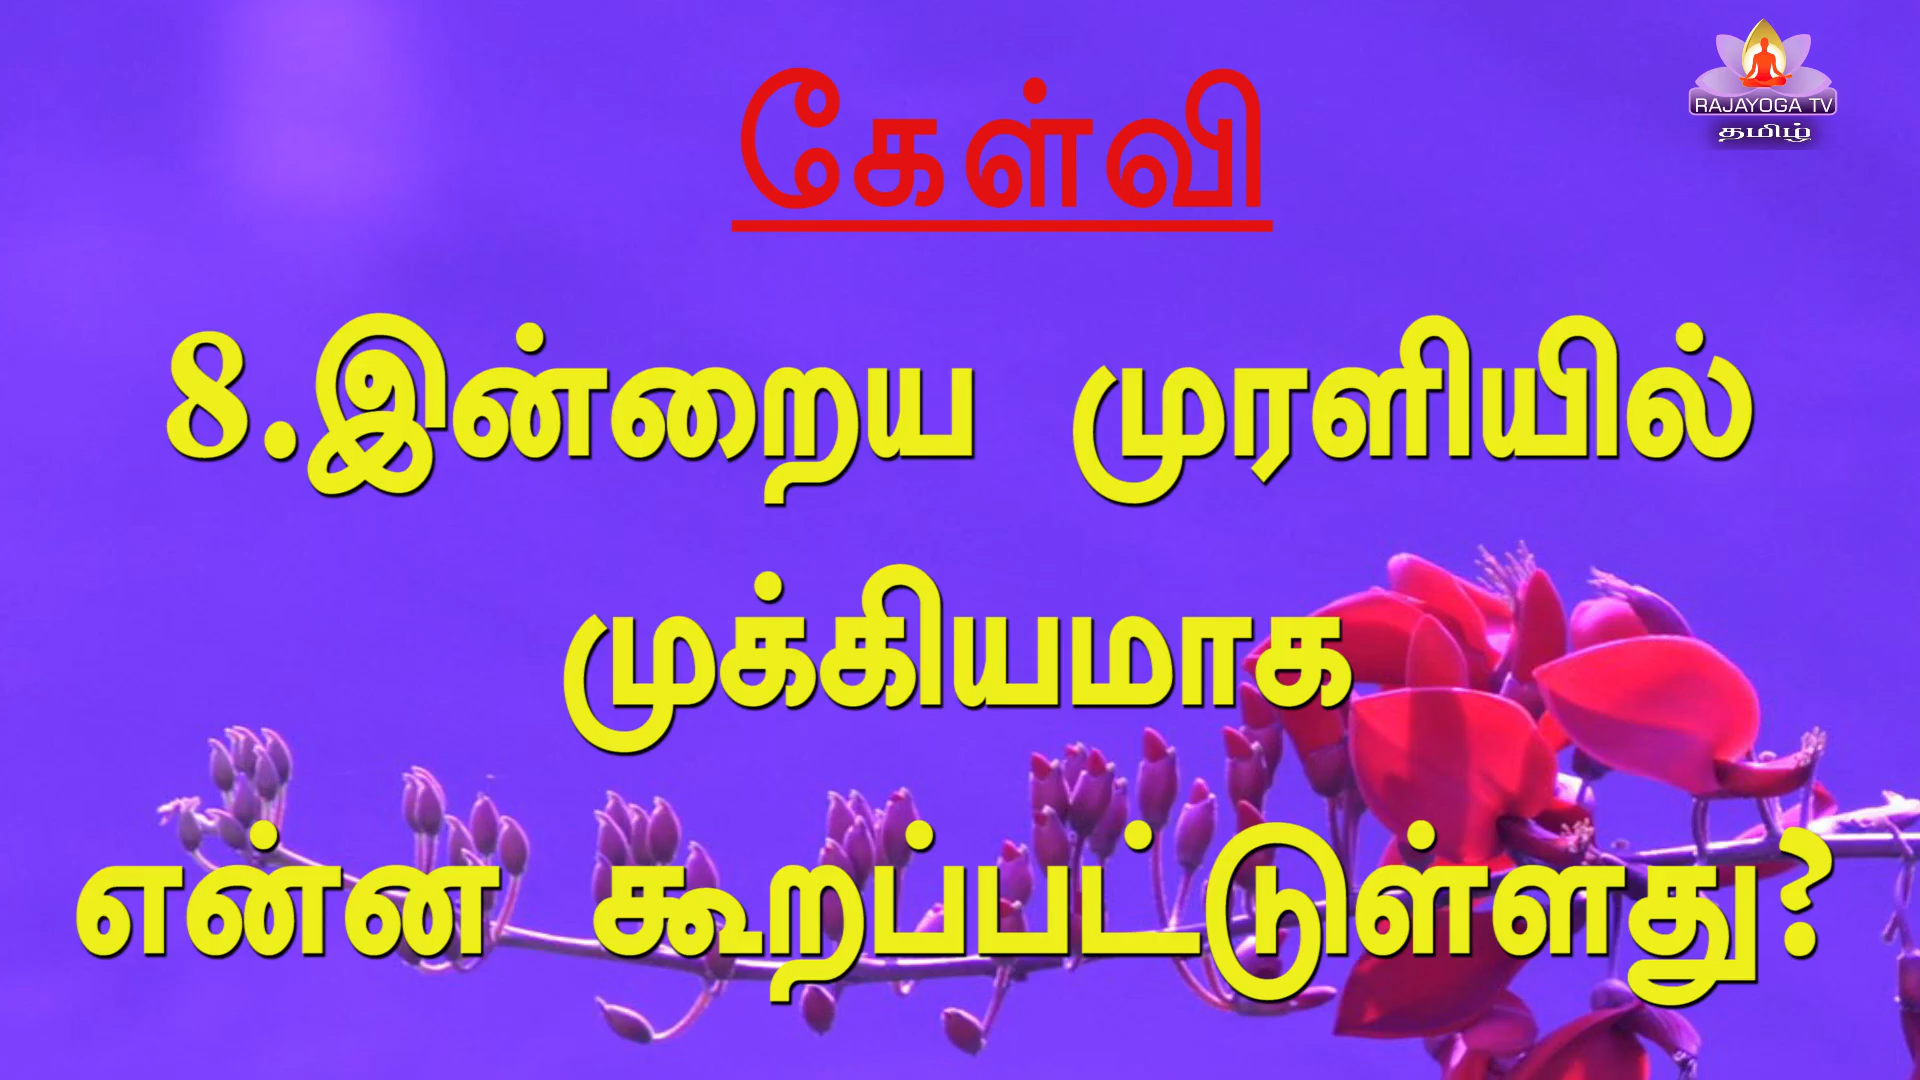 RAJAYOGA TV
தமிழ்
கேள்வி
8.இன்றைய முரளியில்
முக்கியமாக
என்ன கூறப்பட்டுள்ளது?